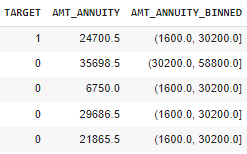 TARGET AMT_ANNUITY AMT_ANNUITY_BINNED
1 24700.5 (1600.0, 30200.0]
0 35698.5 (30200.0, 58800.0]
0 6750.0 (1600.0, 30200.0]
0 29686.5 (1600.0, 30200.0]
0 21865.5 (1600.0, 30200.0]